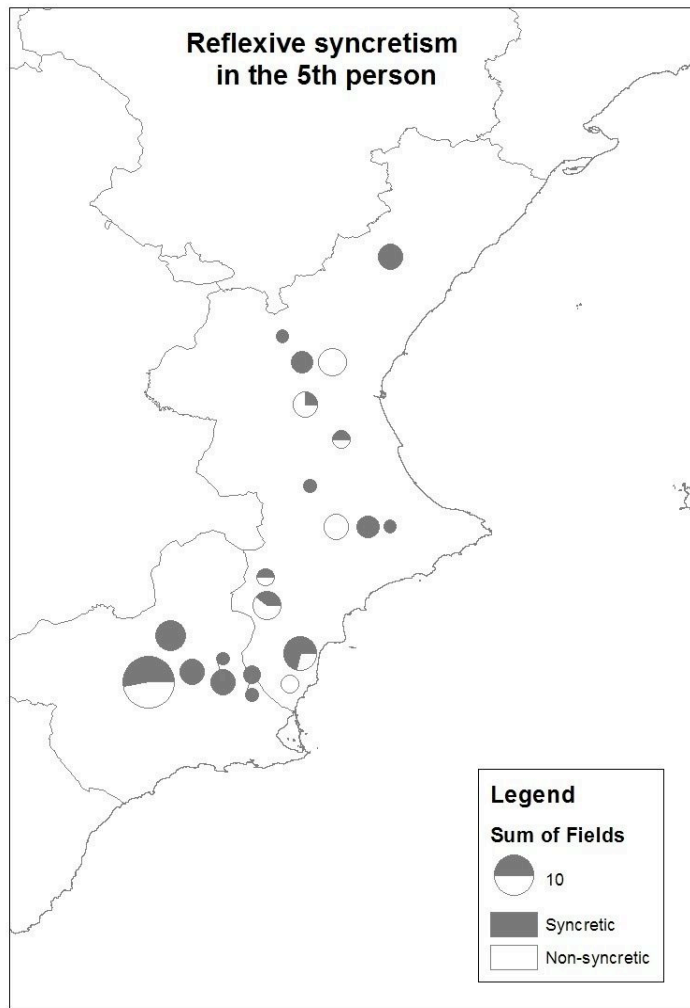 Reflexive syncretism
in the 5th person
Legend
Sum of Fields
10
Syncretic
Non-syncretic